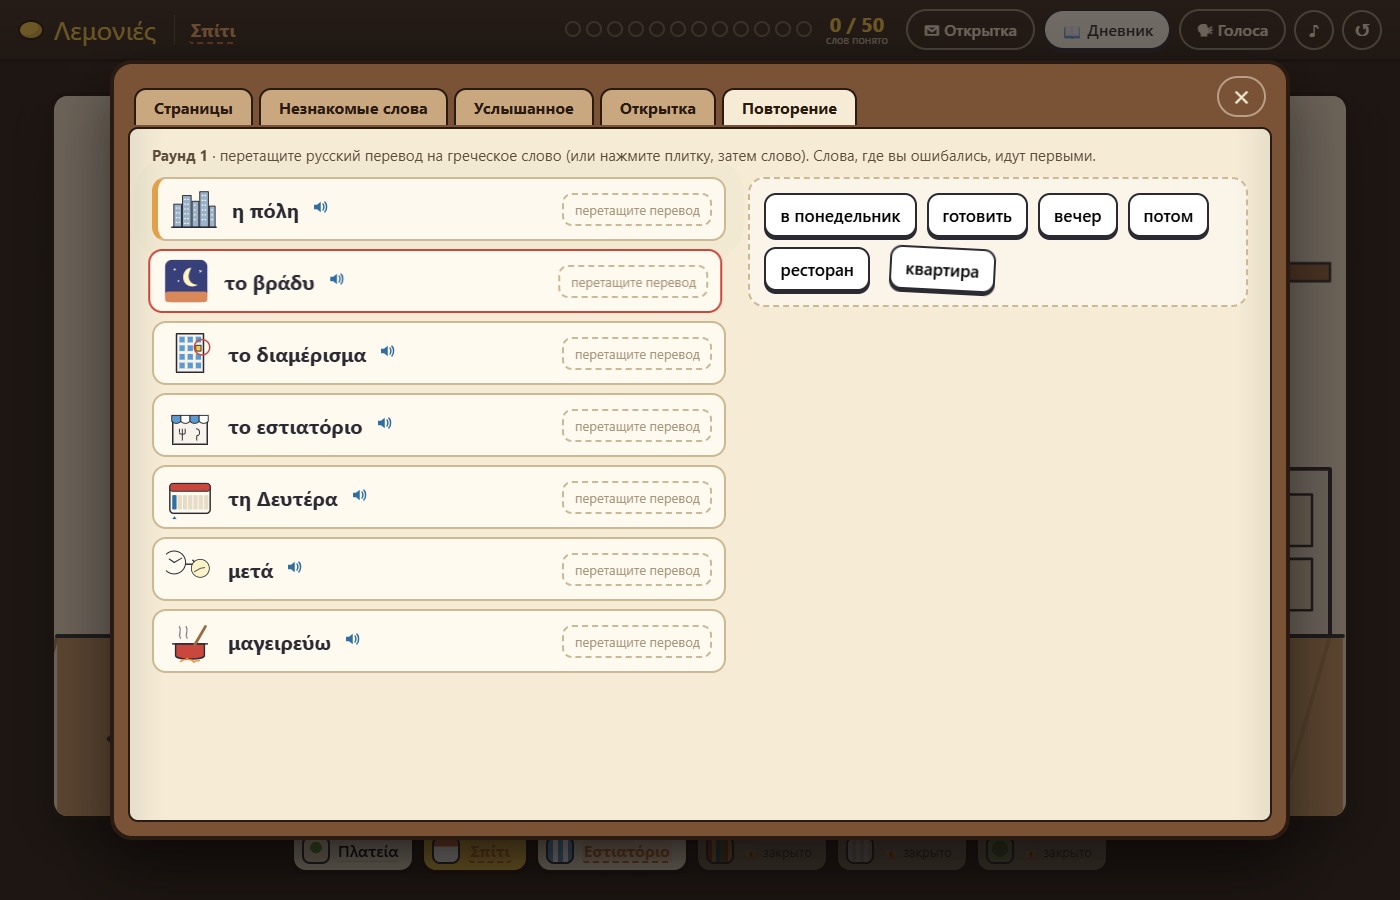 Λεμονιές
Σπίτι
0 / 50
СЛОВ ПОНЯТО
Открытка
Дневник
Голоса
Страницы
Незнакомые слова
Услышанное
Открытка
Повторение
Раунд 1 · перетащите русский перевод на греческое слово (или нажмите плитку, затем слово). Слова, где вы ошибались, идут первыми.
η πόλη
перетащите перевод
το βράδυ
перетащите перевод
το διαμέρισμα
перетащите перевод
το εστιατόριο
перетащите перевод
τη Δευτέρα
перетащите перевод
μετά
перетащите перевод
μαγειρεύω
перетащите перевод
в понедельник
готовить
вечер
потом
ресторан
квартира
Πλατεία
Σπίτι
Εστιατόριο
закрыто
закрыто
закрыто